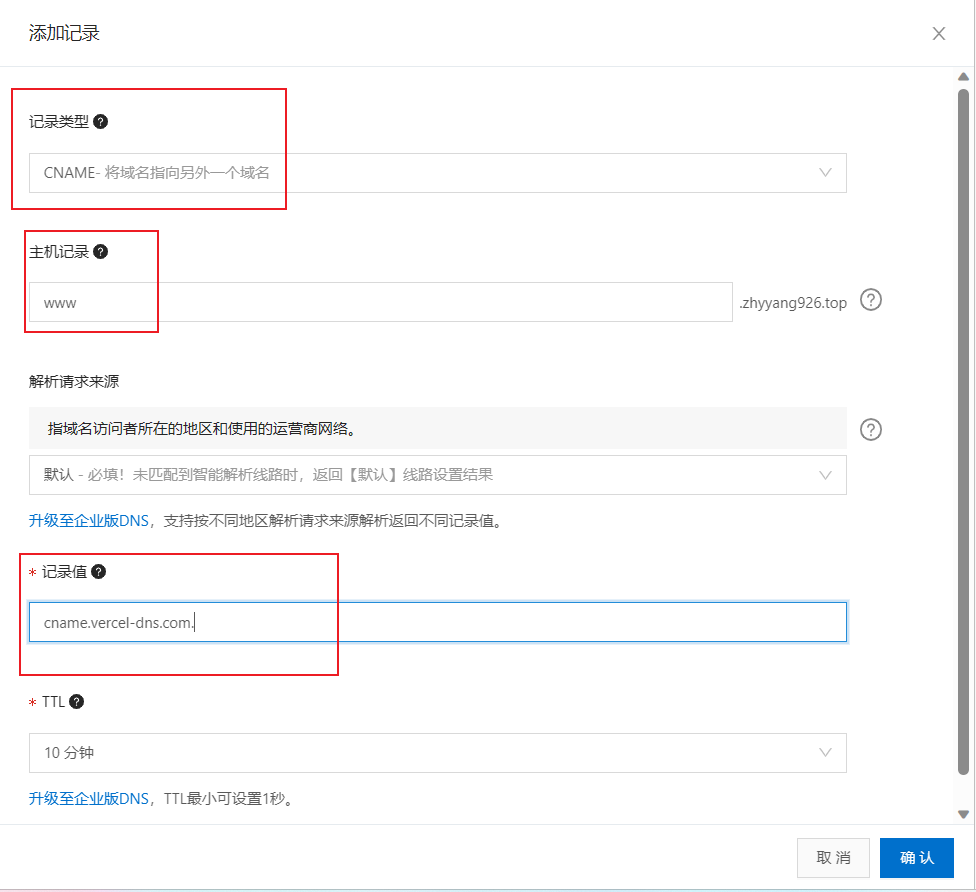 添加记录
记录类型
CNAME- 将域名指向另外一个域名
主机记录
www .zhyyang926.top
解析请求来源
指域名访问者所在的地区和使用的运营商网络。
默认 - 必填！未匹配到智能解析线路时，返回【默认】线路设置结果
升级至企业版DNS，支持按不同地区解析请求来源解析返回不同记录值。
* 记录值
cname.vercel-dns.com.
* TTL
10 分钟
升级至企业版DNS，TTL最小可设置1秒。
取 消 确 认